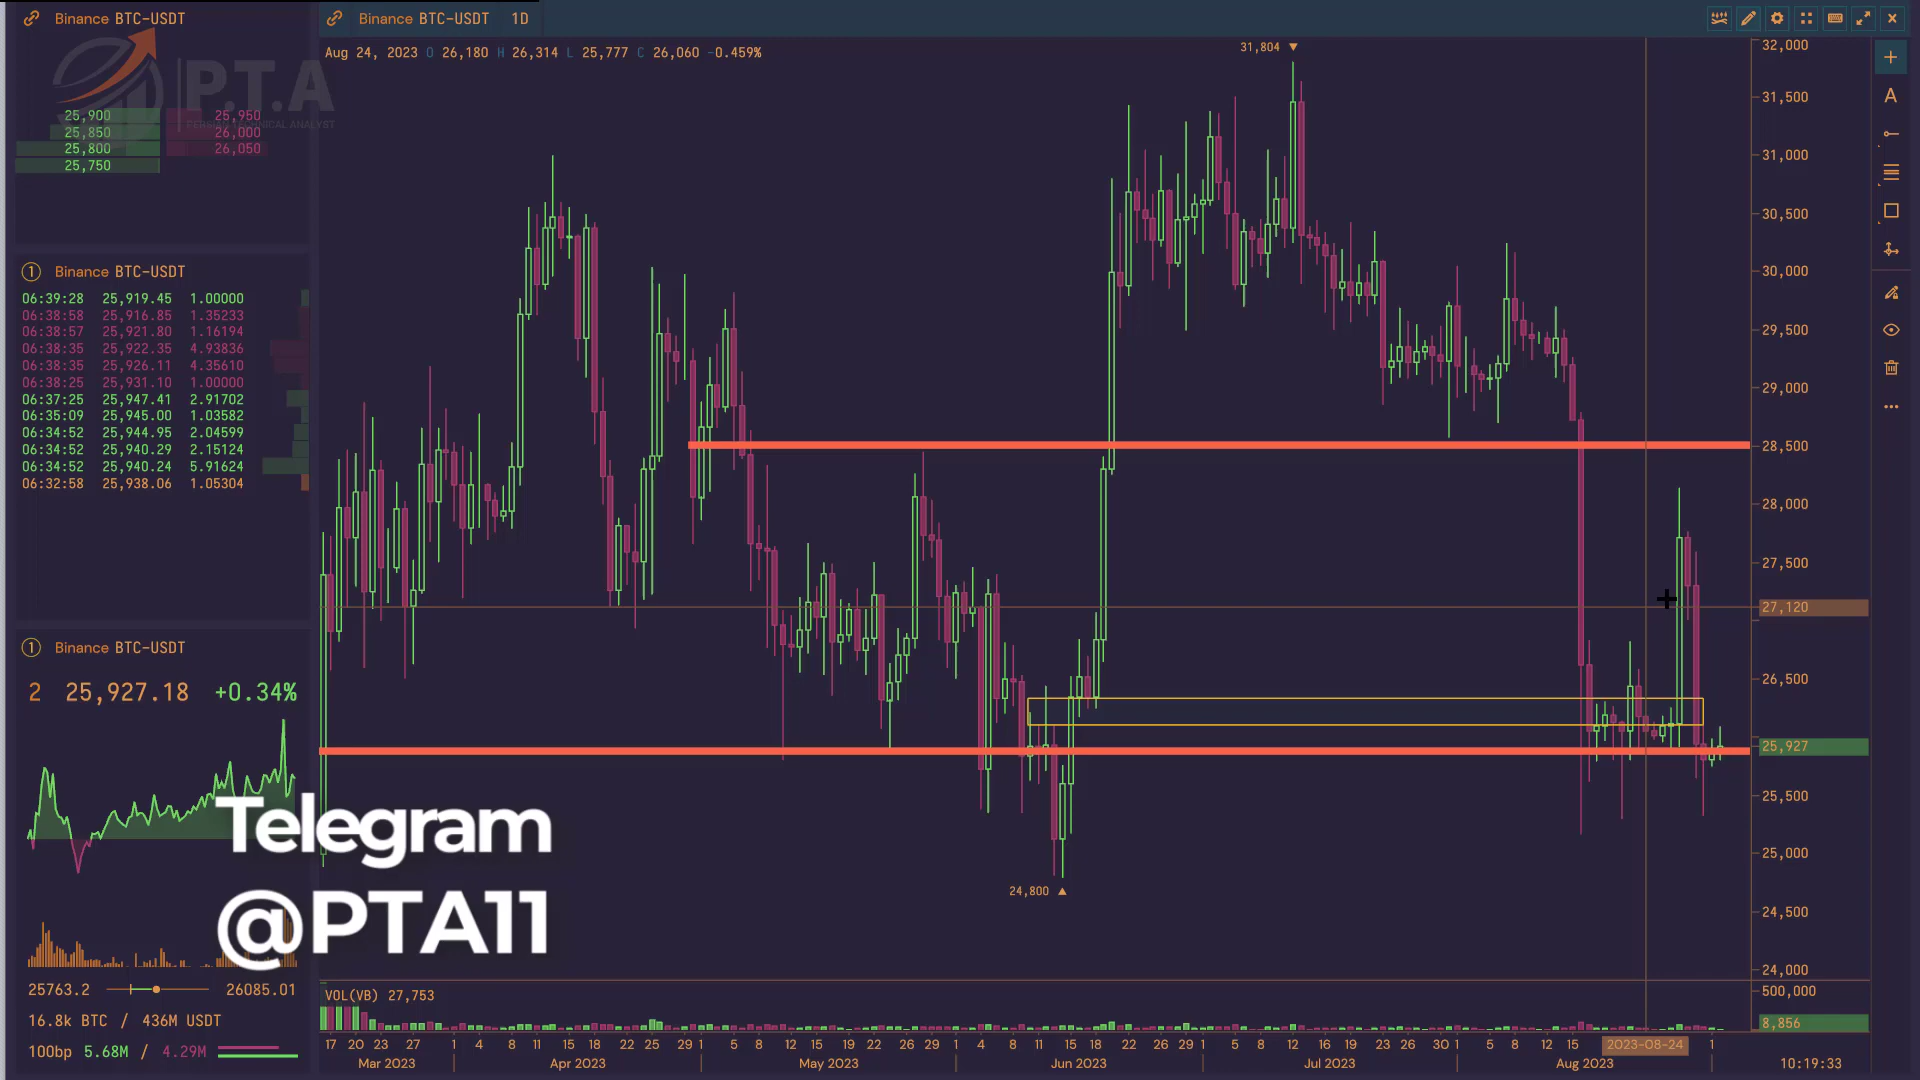 Binance BTC-USDT
P.T.A
PERSIAN TECHNICAL ANALYST
25,900 25,950
25,850 26,000
25,800 26,050
25,750
1 Binance BTC-USDT
06:39:28 25,919.45 1.00000
06:38:58 25,916.85 1.35233
06:38:57 25,921.80 1.16194
06:38:35 25,922.35 4.93836
06:38:35 25,926.11 4.35610
06:38:25 25,931.10 1.00000
06:37:25 25,947.41 2.91702
06:35:09 25,945.00 1.03582
06:34:52 25,944.95 2.04599
06:34:52 25,940.29 2.15124
06:34:52 25,940.24 5.91624
06:32:58 25,938.06 1.05304
1 Binance BTC-USDT
2 25,927.18 +0.34%
25763.2 26085.01
16.8k BTC / 436M USDT
100bp 5.68M / 4.29M
Binance BTC-USDT 1D
Aug 24, 2023 O 26,180 H 26,314 L 25,777 C 26,060 -0.459%
31,804
24,800
32,000
31,500
31,000
30,500
30,000
29,500
29,000
28,500
28,000
27,500
27,120
26,500
25,927
25,500
25,000
24,500
24,000
Telegram
@PTA11
VOL(VB) 27,753
500,000
8,856
17 20 23 27 1 4 8 11 15 18 22 25 29 1 5 8 12 15 19 22 26 29 1 4 8 11 15 18 22 26 29 1 5 8 12 16 19 23 26 30 1 5 8 12 15 2023-08-24 1
Mar 2023 Apr 2023 May 2023 Jun 2023 Jul 2023 Aug 2023 10:19:33